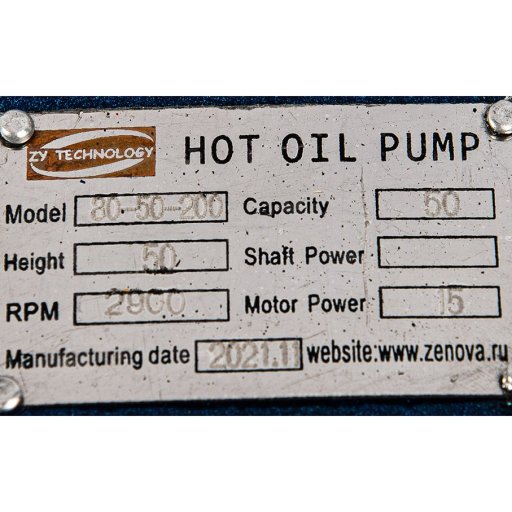 ZY TECHNOLOGY
HOT OIL PUMP
Model 80-50-200 Capacity 50
Height 50 Shaft Power
RPM 2900 Motor Power 15
Manufacturing date 2021.11 website:www.zenova.ru